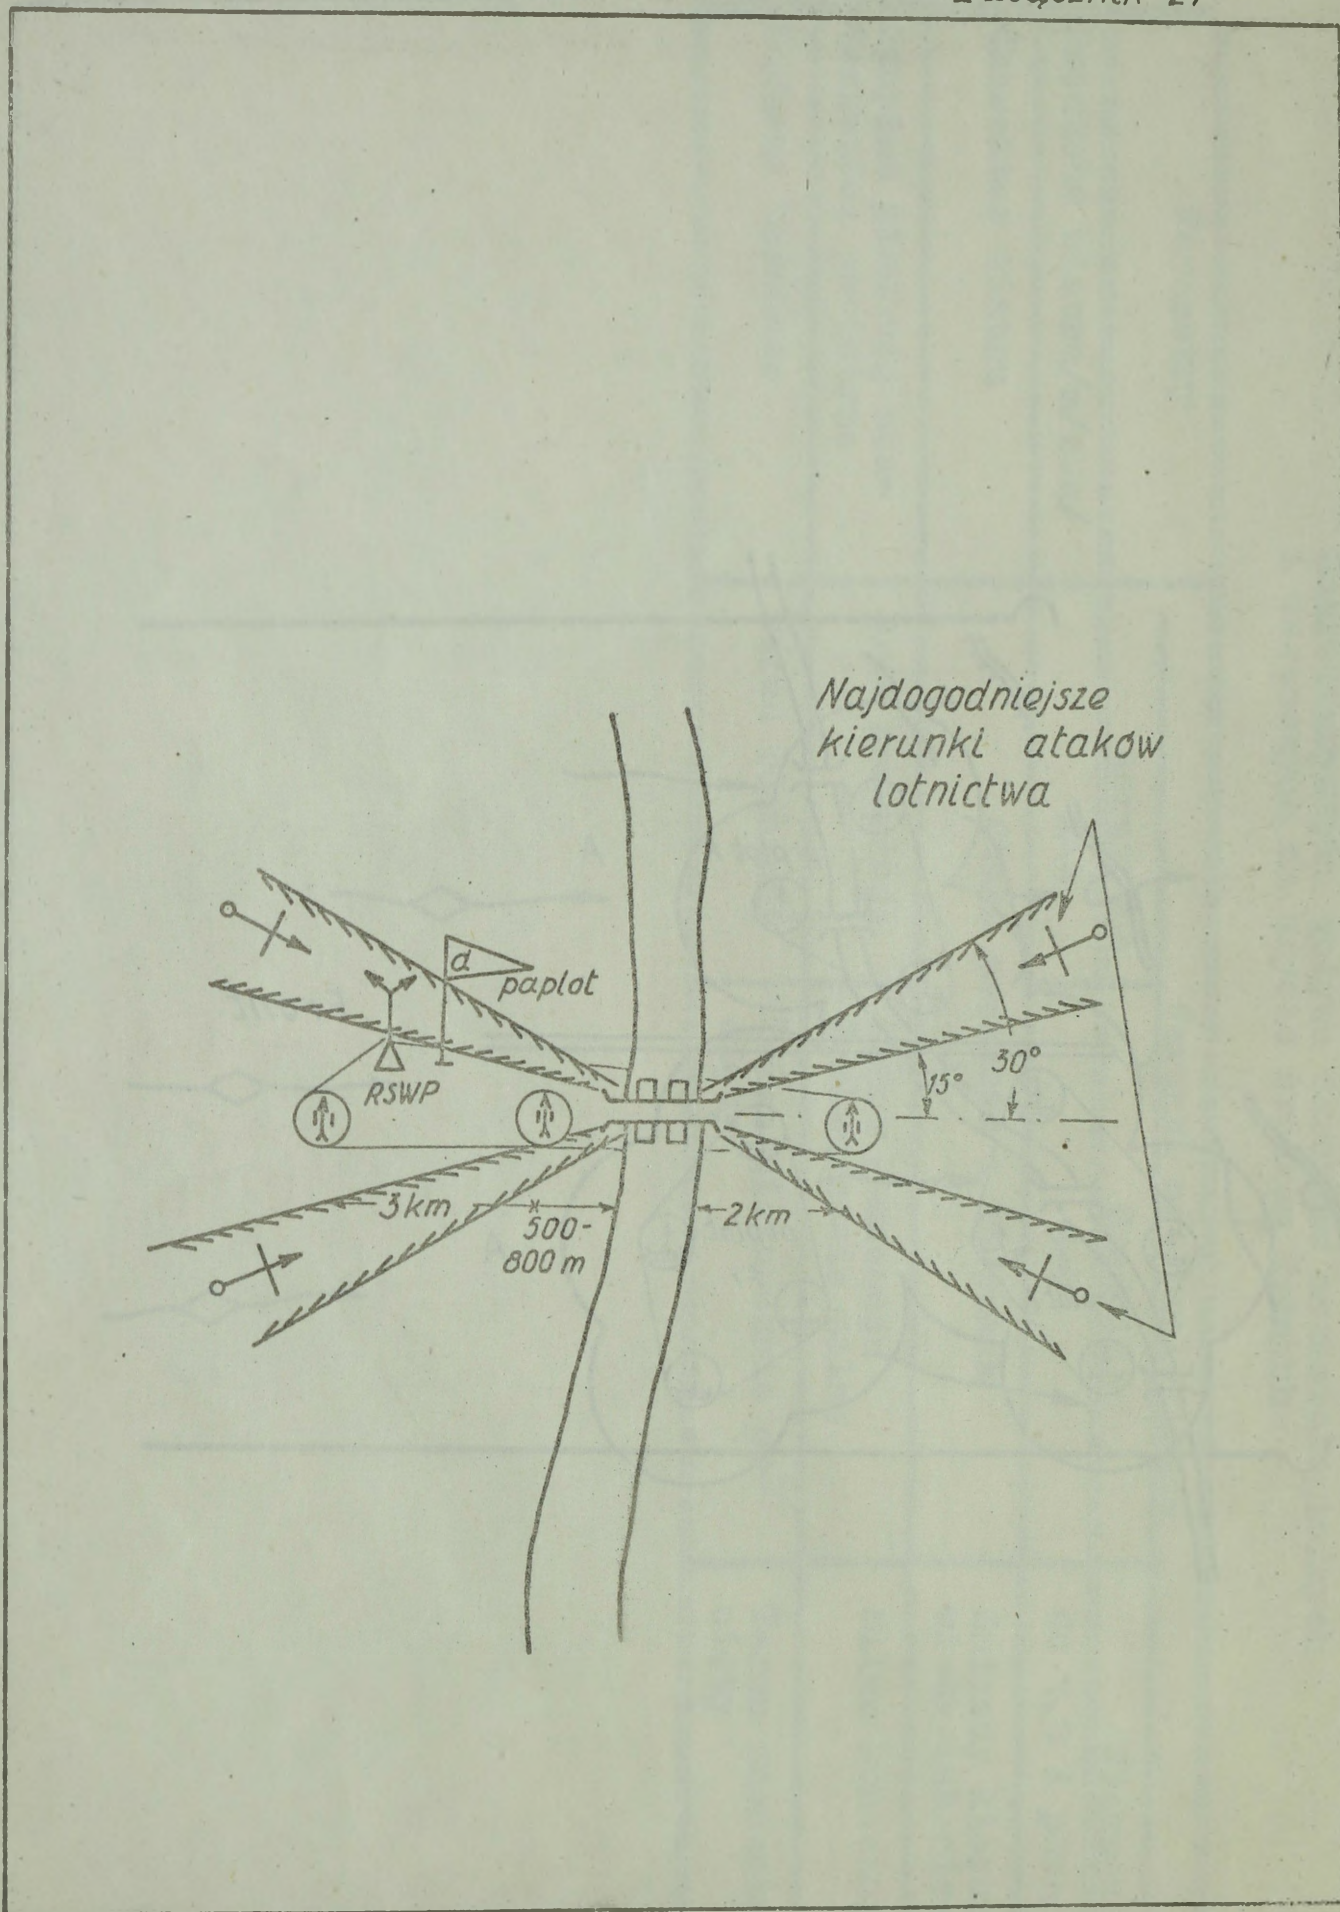 Najdogodniejsze
kierunki ataków
lotnictwa
d
paplot
RSWP
30°
15°
3km
500-
800 m
2km